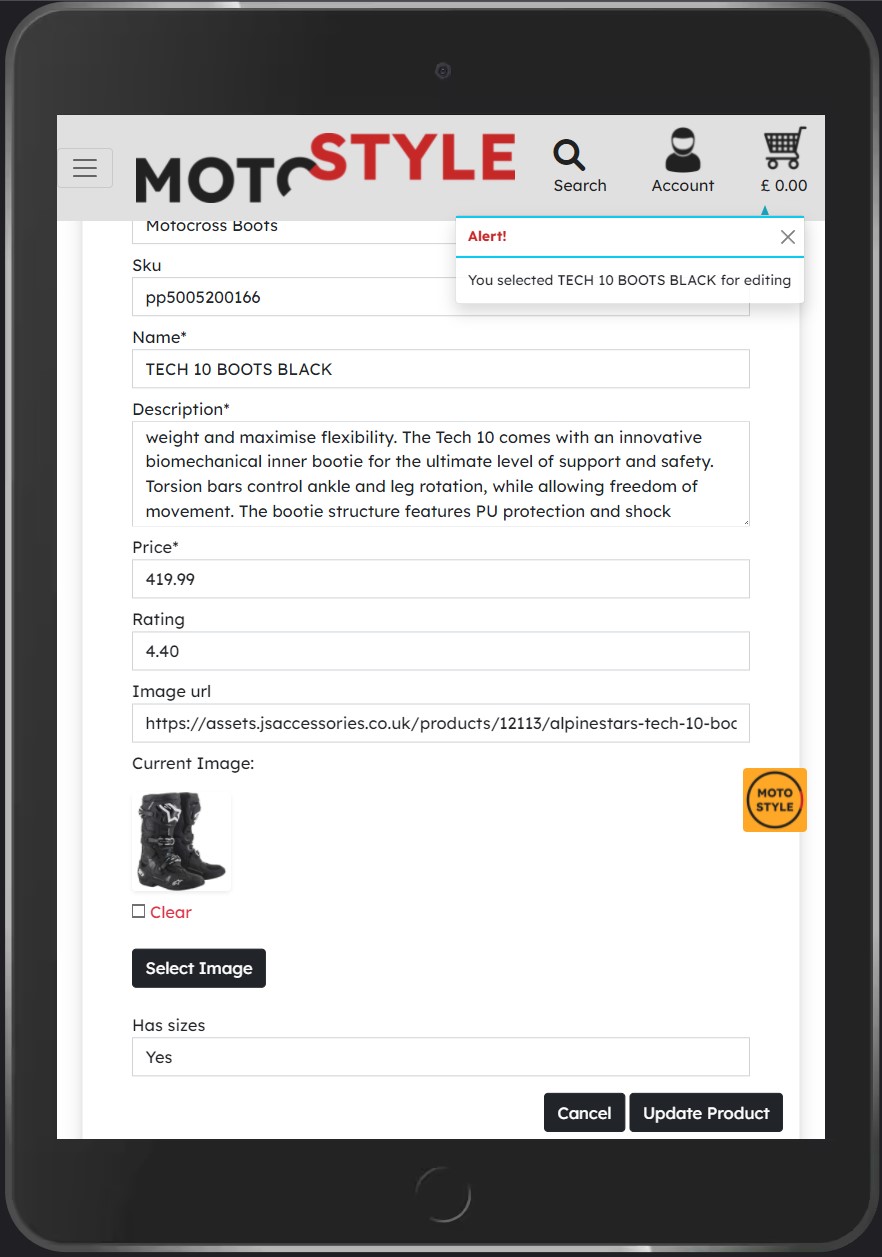 MOTOSTYLE
Search
Account
£ 0.00
Motocross Boots
Alert!
You selected TECH 10 BOOTS BLACK for editing
Sku
pp5005200166
Name*
TECH 10 BOOTS BLACK
Description*
weight and maximise flexibility. The Tech 10 comes with an innovative
biomechanical inner bootie for the ultimate level of support and safety.
Torsion bars control ankle and leg rotation, while allowing freedom of
movement. The bootie structure features PU protection and shock
Price*
419.99
Rating
4.40
Image url
https://assets.jsaccessories.co.uk/products/12113/alpinestars-tech-10-boo
Current Image:
MOTO
STYLE
Clear
Select Image
Has sizes
Yes
Cancel
Update Product